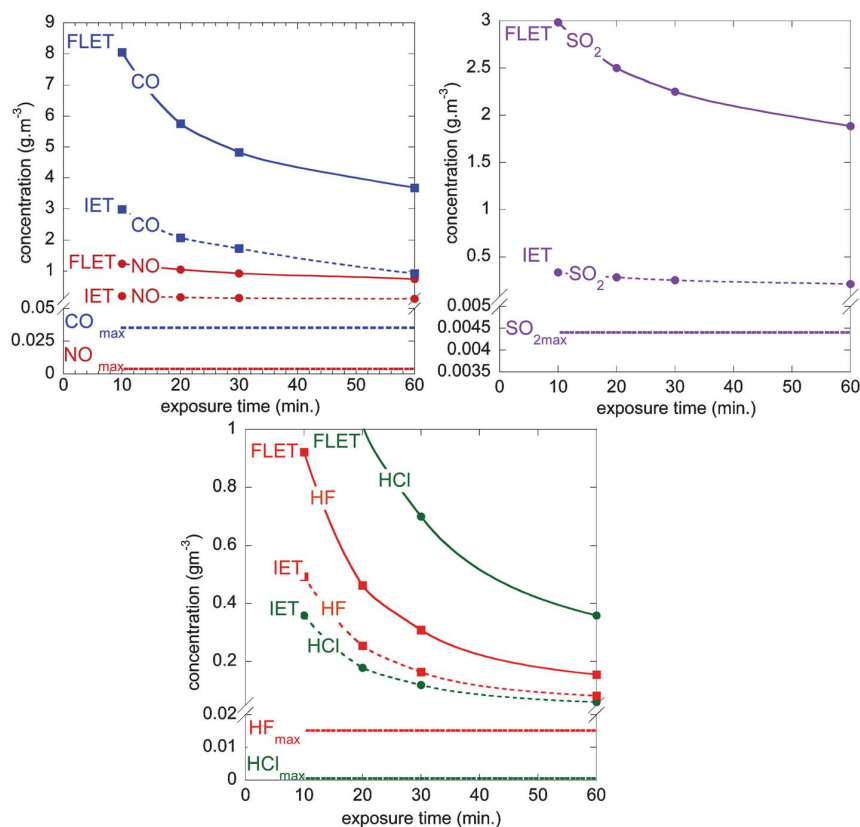 9
8
7
6
5
4
3
2
1
0.05
0.025
0
FLET
CO
IET
CO
FLET NO
IET NO
CO max
NO max
0 10 20 30 40 50 60
exposure time (min.)
concentration (g.m-3)
3
2.5
2
1.5
1
0.5
0.005
0.0045
0.004
0.0035
FLET
SO2
IET
SO2
SO2max
0 10 20 30 40 50 60
exposure time (min.)
concentration (g.m-3)
1
0.8
0.6
0.4
0.2
0.02
0.01
0
FLET
HCl
FLET
HF
IET
HF
IET
HCl
HFmax
HClmax
0 10 20 30 40 50 60
exposure time (min.)
concentration (gm-3)